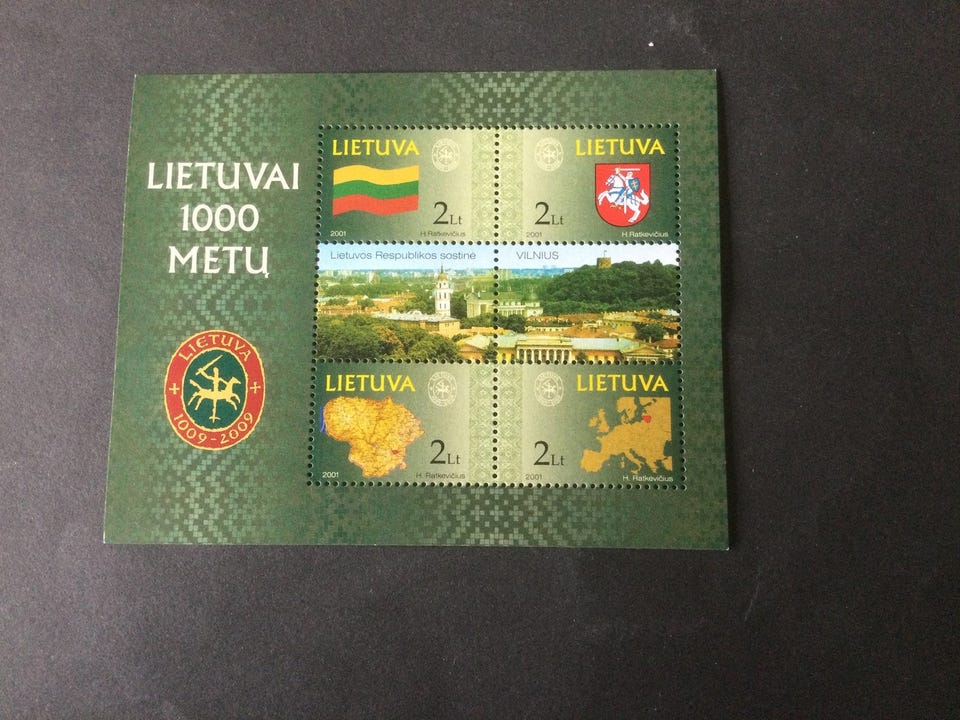 LIETUVAI
1000
METŲ
LIETUVA
1009-2009
LIETUVA
2Lt
2001
H.Ratkevičius
LIETUVA
2Lt
2001
H.Ratkevičius
Lietuvos Respublikos sostinė
VILNIUS
LIETUVA
2Lt
2001
H. Ratkevičius
LIETUVA
2Lt
2001
H. Ratkevičius